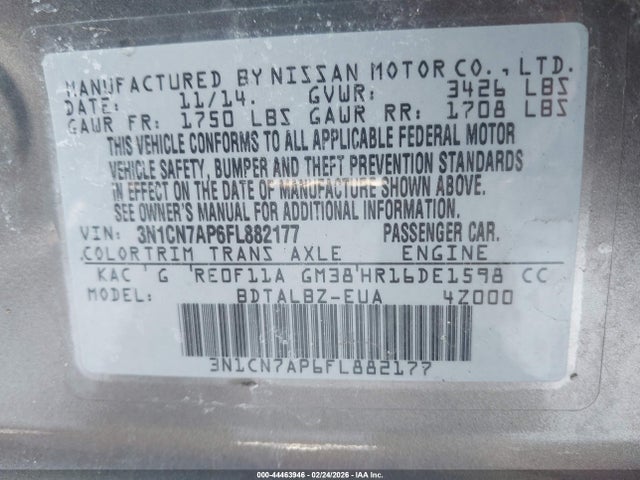 MANUFACTURED BY NISSAN MOTOR CO., LTD.
DATE: 11/14. GVWR: 3426 LBS
GAWR FR: 1750 LBS GAWR RR: 1708 LBS
THIS VEHICLE CONFORMS TO ALL APPLICABLE FEDERAL MOTOR
VEHICLE SAFETY, BUMPER AND THEFT PREVENTION STANDARDS
IN EFFECT ON THE DATE OF MANUFACTURE SHOWN ABOVE.
SEE OWNER'S MANUAL FOR ADDITIONAL INFORMATION.
VIN: 3N1CN7AP6FL882177 PASSENGER CAR.
COLOR TRIM TRANS AXLE ENGINE
KAC G RE0F11A GM38 HR16DE1598 CC
MODEL: BDTALBZ-EUA 4Z000
3N1CN7AP6FL882177
000-44463946 - 02/24/2026 - IAA Inc.